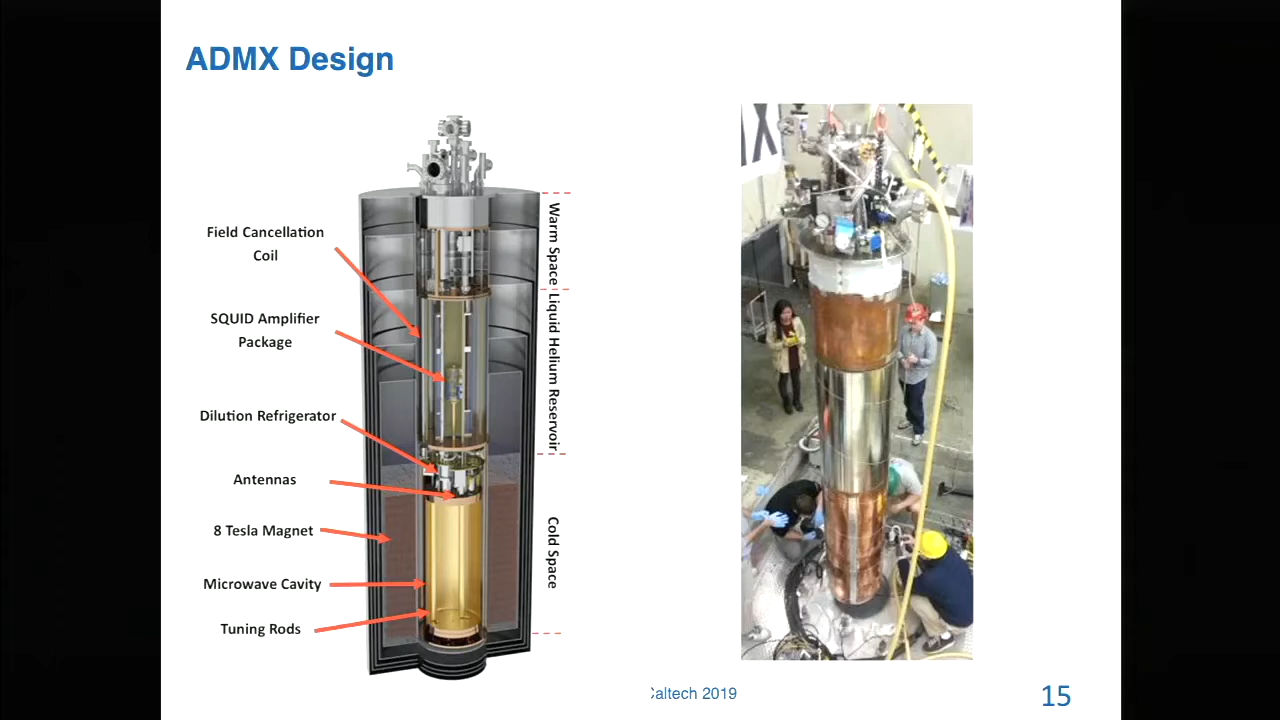 ADMX Design
Field Cancellation
Coil
SQUID Amplifier
Package
Dilution Refrigerator
Antennas
8 Tesla Magnet
Microwave Cavity
Tuning Rods
Warm Space
Liquid Helium Reservoir
Cold Space
MX
Caltech 2019
15